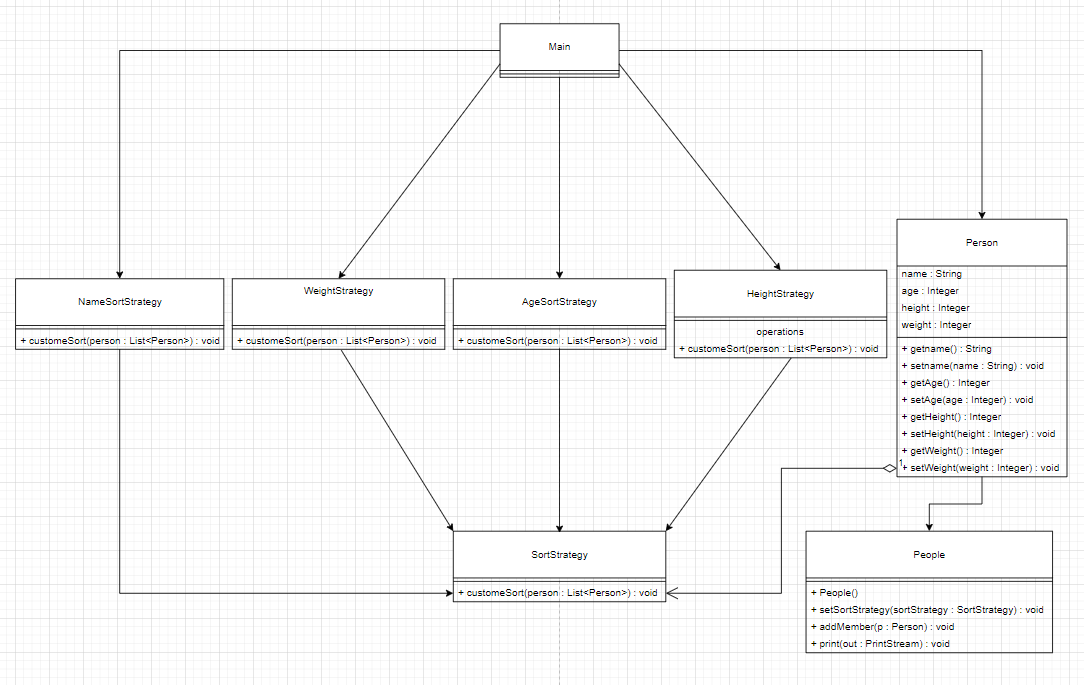 Main
NameSortStrategy
+ customeSort(person : List<Person>) : void
WeightStrategy
+ customeSort(person : List<Person>) : void
AgeSortStrategy
+ customeSort(person : List<Person>) : void
HeightStrategy
operations
+ customeSort(person : List<Person>) : void
Person
name : String
age : Integer
height : Integer
weight : Integer
+ getname() : String
+ setname(name : String) : void
+ getAge() : Integer
+ setAge(age : Integer) : void
+ getHeight() : Integer
+ setHeight(height : Integer) : void
+ getWeight() : Integer
1
+ setWeight(weight : Integer) : void
SortStrategy
+ customeSort(person : List<Person>) : void
People
+ People()
+ setSortStrategy(sortStrategy : SortStrategy) : void
+ addMember(p : Person) : void
+ print(out : PrintStream) : void